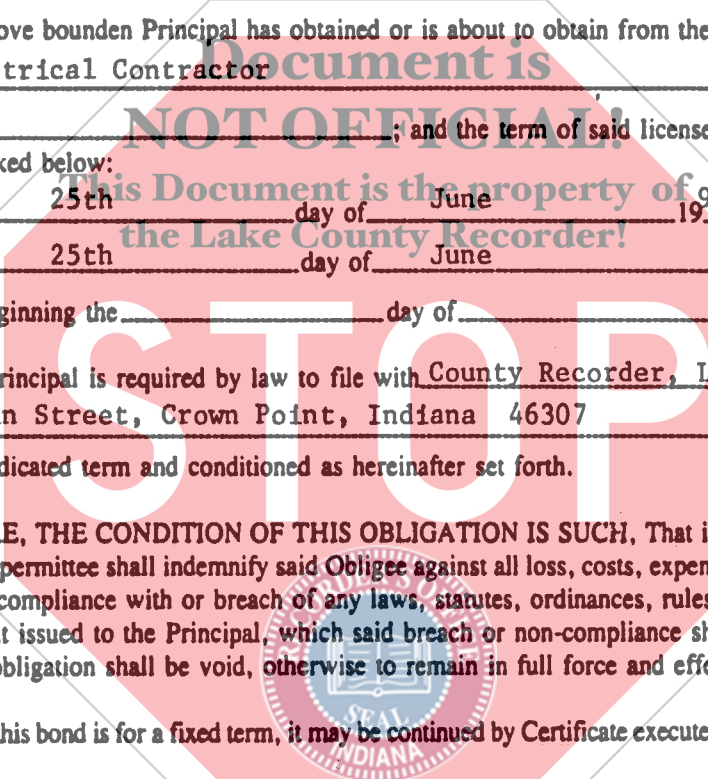 ove bounden Principal has obtained or is about to obtain from the
Document is
trical Contractor
NOT OFFICIAL!
; and the term of said license
ked below:
This Document is the property of
25th day of June 19 9
the Lake County Recorder!
25th day of June
ginning the day of
STOP
rincipal is required by law to file with County Recorder, L
n Street, Crown Point, Indiana 46307
dicated term and conditioned as hereinafter set forth.
E, THE CONDITION OF THIS OBLIGATION IS SUCH, That i
permittee shall indemnify said Obligee against all loss, costs, expen
compliance with or breach of any laws, statutes, ordinances, rules
t issued to the Principal, which said breach or non-compliance sh
obligation shall be void, otherwise to remain in full force and effe
SEAL
his bond is for a fixed term, it may be continued by Certificate execute
INDIANA